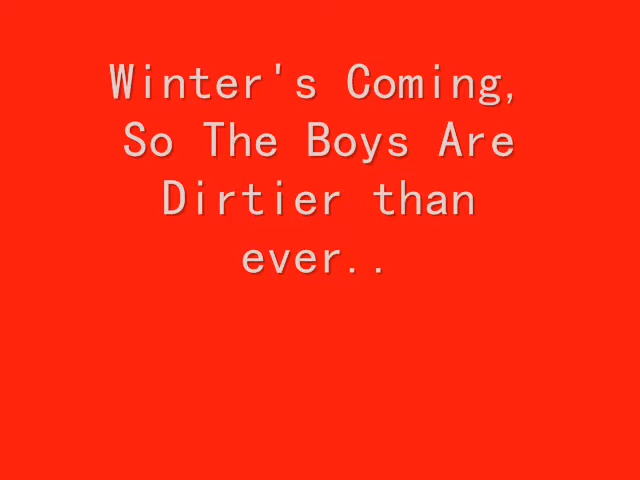 Winter's Coming,
So The Boys Are
Dirtier than
ever..